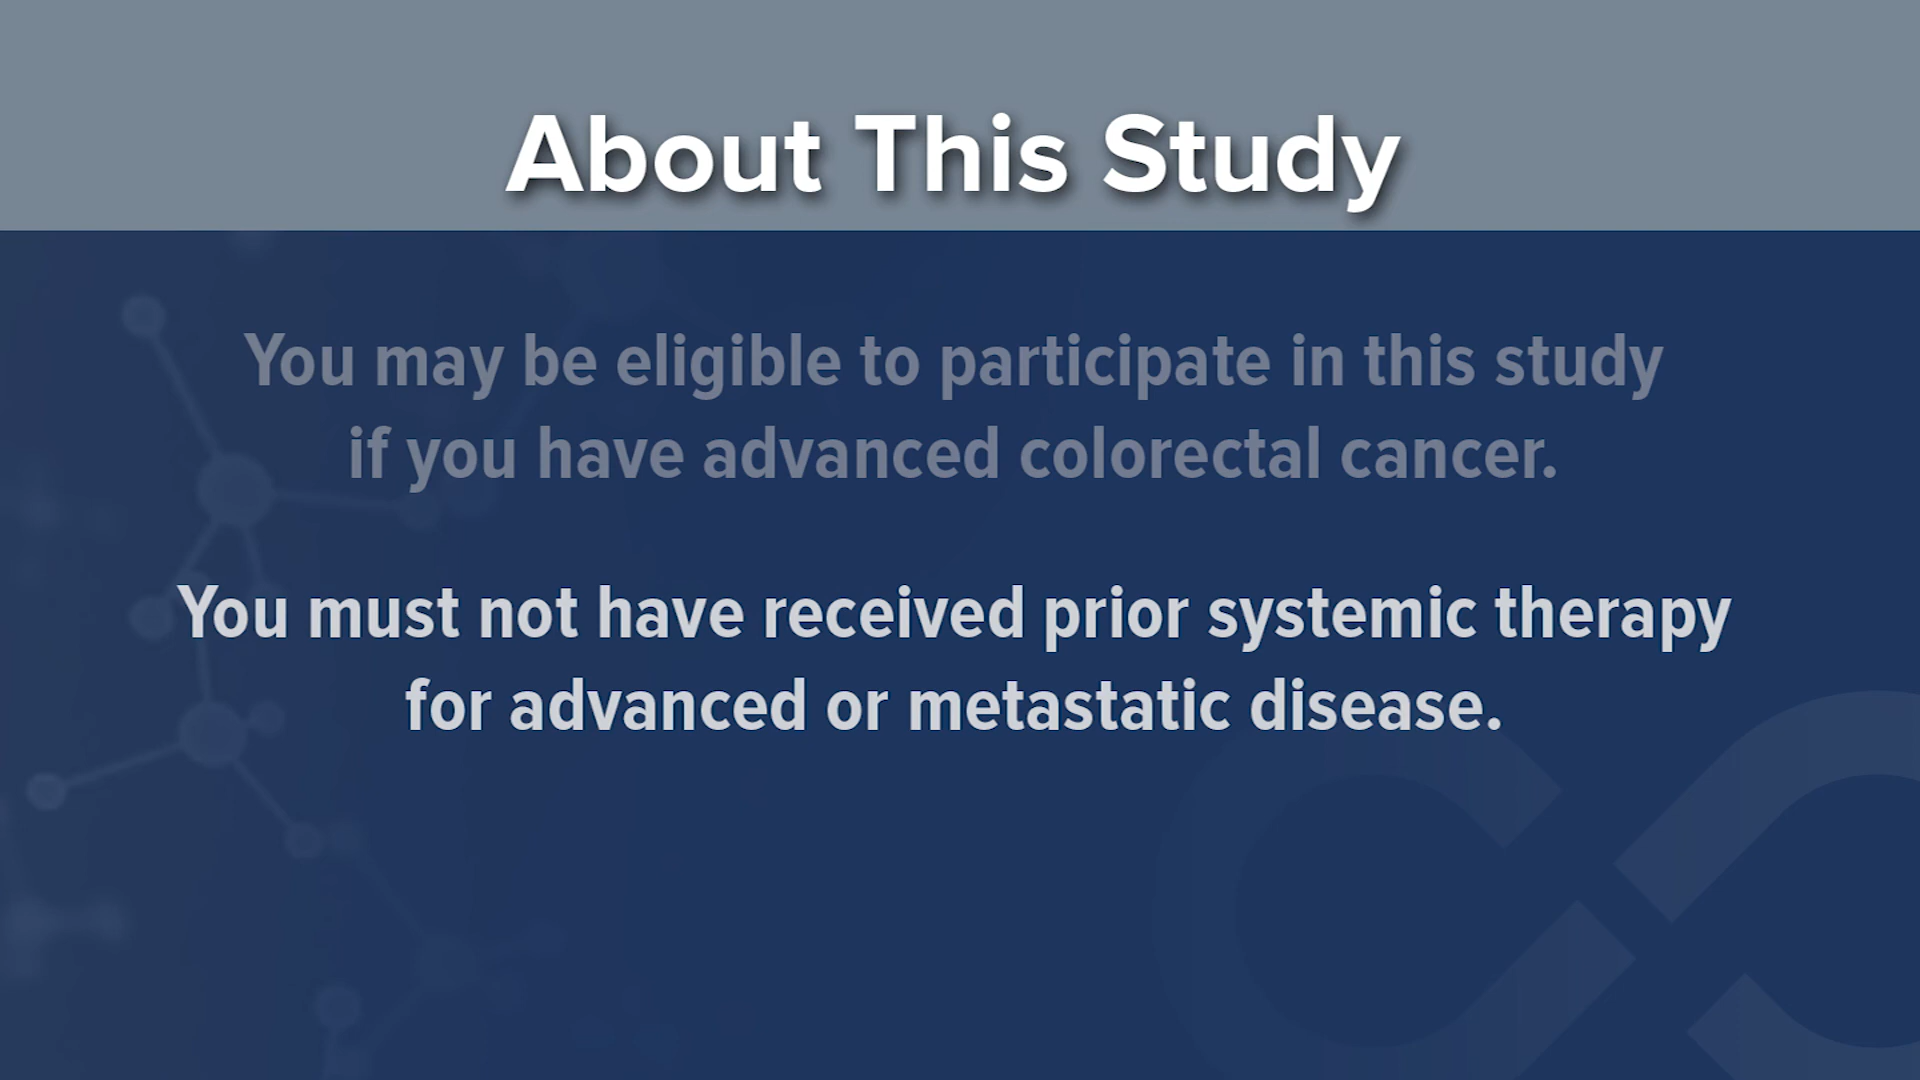 About This Study
You may be eligible to participate in this study
if you have advanced colorectal cancer.
You must not have received prior systemic therapy
for advanced or metastatic disease.